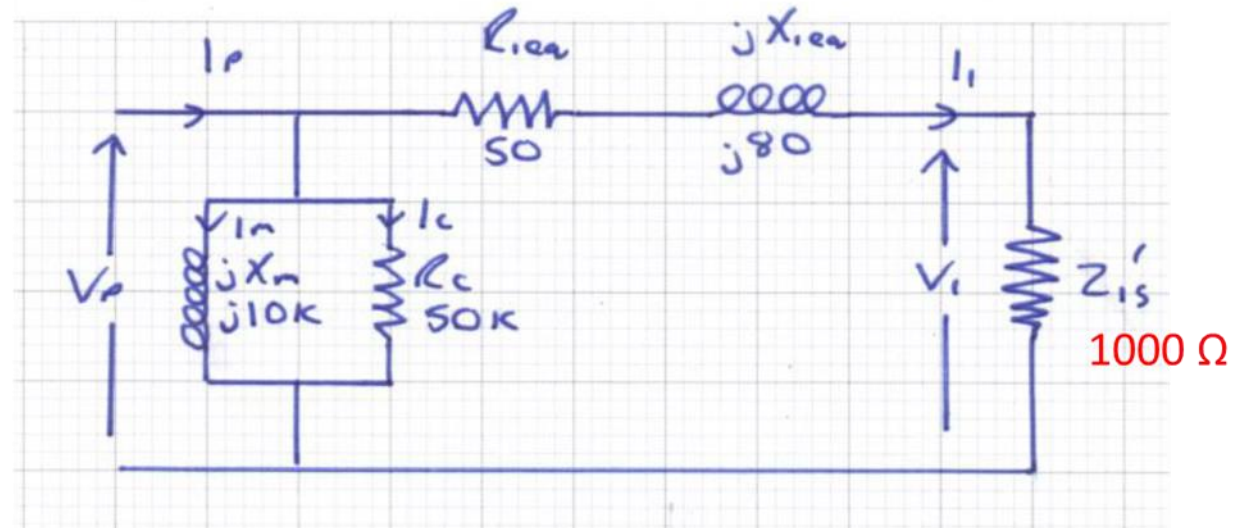 Ip
R1eq
jX1eq
I1
50
j80
Im
Ic
Vp
jXm
Rc
V1
Z1s'
j10K
50K
1000 Ω